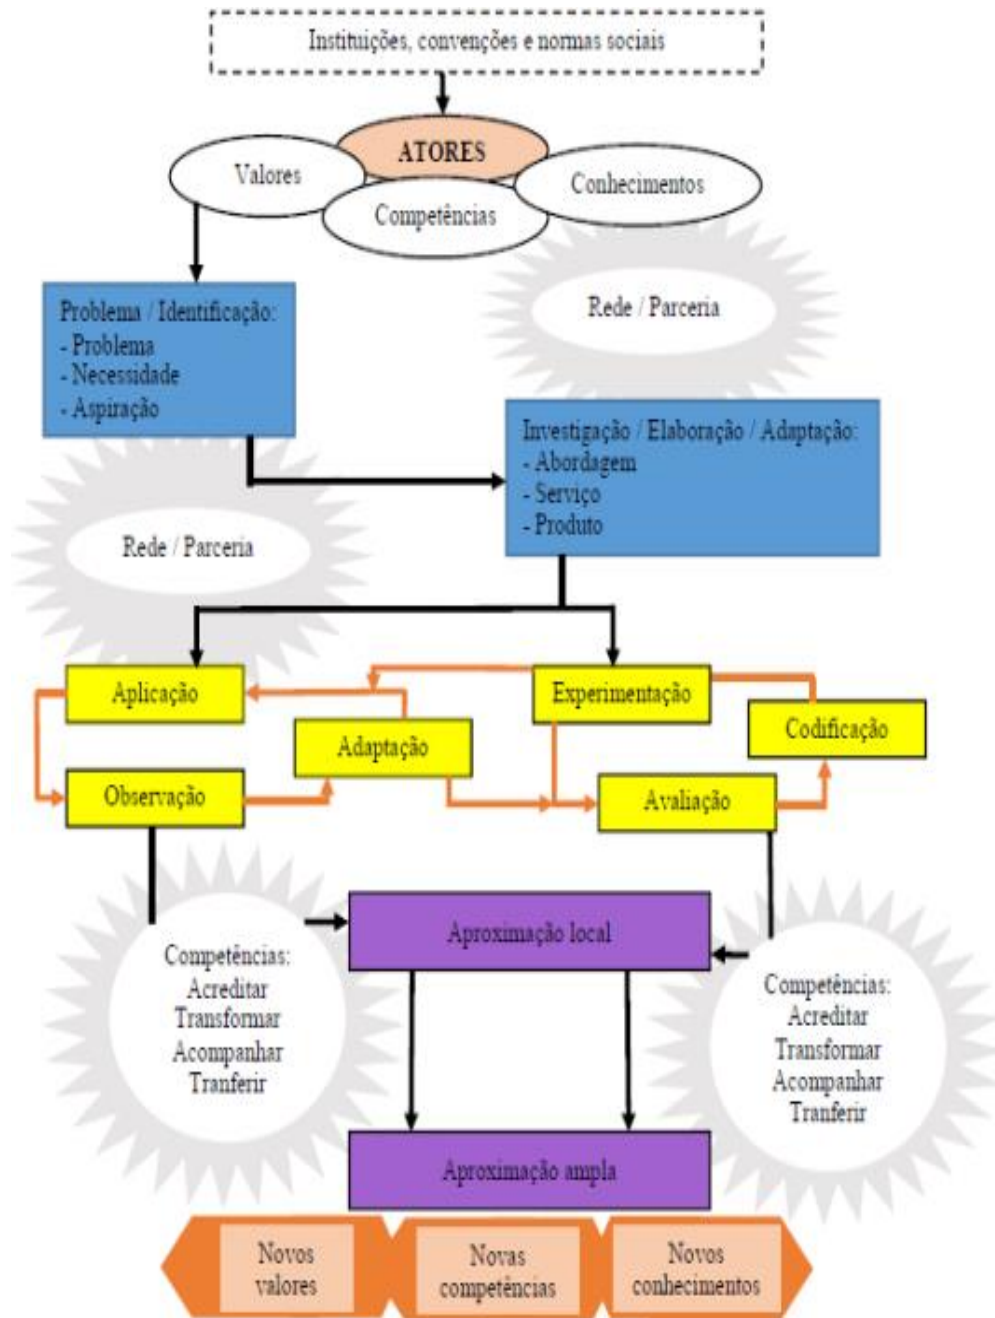 Instituições, convenções e normas sociais
ATORES
Valores
Conhecimentos
Competências
Problema / Identificação:
- Problema
- Necessidade
- Aspiração
Rede / Parceria
Investigação / Elaboração / Adaptação:
- Abordagem
- Serviço
- Produto
Rede / Parceria
Aplicação
Experimentação
Adaptação
Codificação
Observação
Avaliação
Aproximação local
Competências:
Acreditar
Transformar
Acompanhar
Tranferir
Competências:
Acreditar
Transformar
Acompanhar
Tranferir
Aproximação ampla
Novos
valores
Novas
competências
Novos
conhecimentos